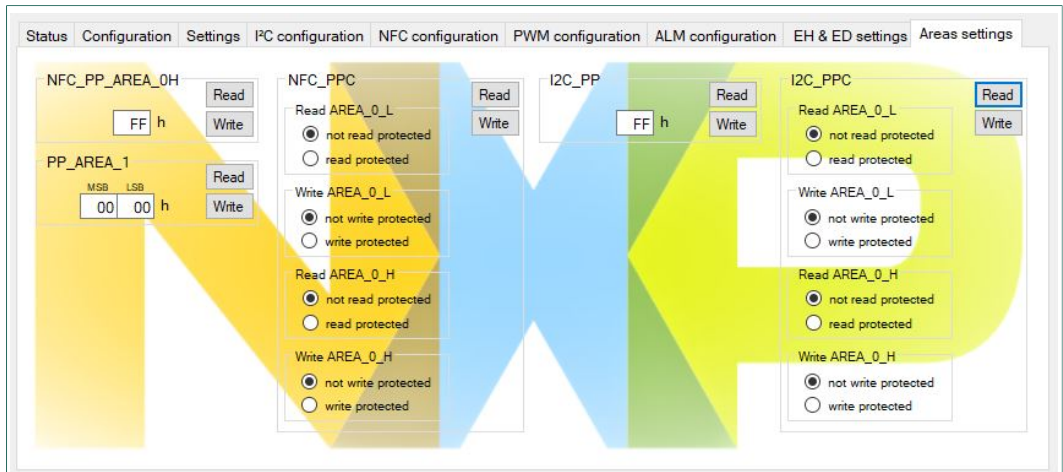 Status Configuration Settings I²C configuration NFC configuration PWM configuration ALM configuration EH & ED settings Areas settings
NFC_PP_AREA_0H
Read
FF h
Write
PP_AREA_1
Read
MSB LSB
00 00 h
Write
NFC_PPC
Read
Write
Read AREA_0_L
not read protected
read protected
Write AREA_0_L
not write protected
write protected
Read AREA_0_H
not read protected
read protected
Write AREA_0_H
not write protected
write protected
I2C_PP
Read
FF h
Write
I2C_PPC
Read
Write
Read AREA_0_L
not read protected
read protected
Write AREA_0_L
not write protected
write protected
Read AREA_0_H
not read protected
read protected
Write AREA_0_H
not write protected
write protected
NXP